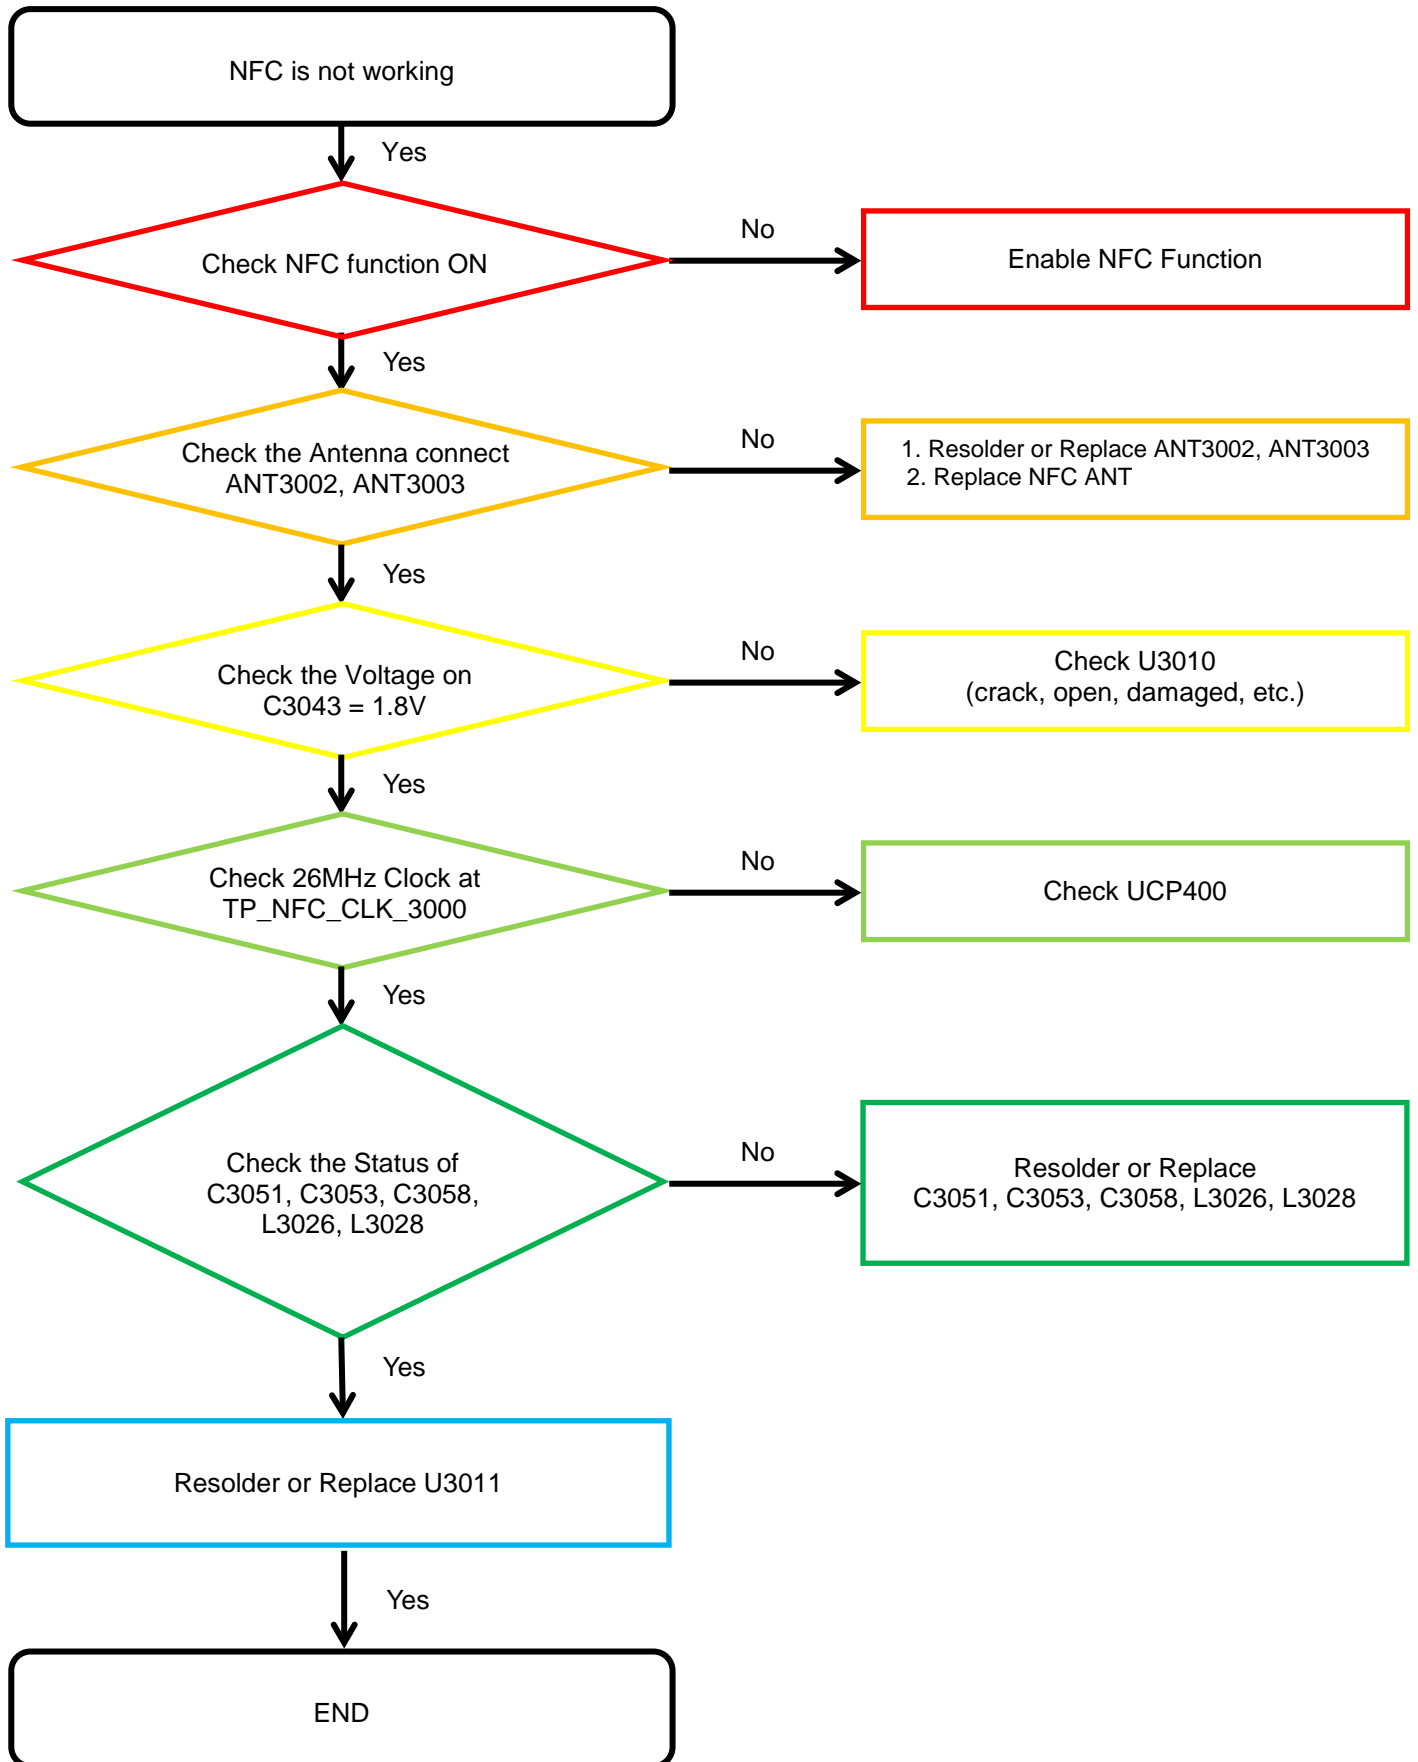 NFC is not working
Yes
Check NFC function ON
No
Enable NFC Function
Yes
Check the Antenna connect
ANT3002, ANT3003
No
1. Resolder or Replace ANT3002, ANT3003
2. Replace NFC ANT
Yes
Check the Voltage on
C3043 = 1.8V
No
Check U3010
(crack, open, damaged, etc.)
Yes
Check 26MHz Clock at
TP_NFC_CLK_3000
No
Check UCP400
Yes
Check the Status of
C3051, C3053, C3058,
L3026, L3028
No
Resolder or Replace
C3051, C3053, C3058, L3026, L3028
Yes
Resolder or Replace U3011
Yes
END